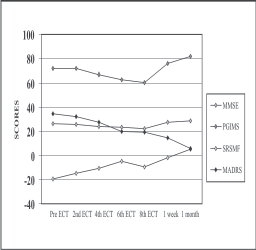 100
80
60
40
20
0
-20
-40
SCORES
Pre ECT 2nd ECT 4th ECT 6th ECT 8th ECT 1 week 1 month
MMSE
PGIMS
SRSMF
MADRS